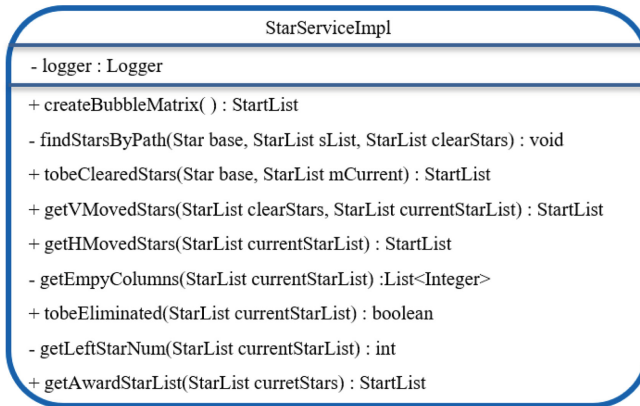 StarServiceImpl
- logger : Logger
+ createBubbleMatrix( ) : StartList
- findStarsByPath(Star base, StarList sList, StarList clearStars) : void
+ tobeClearedStars(Star base, StarList mCurrent) : StartList
+ getVMovedStars(StarList clearStars, StarList currentStarList) : StartList
+ getHMovedStars(StarList currentStarList) : StartList
- getEmpyColumns(StarList currentStarList) :List<Integer>
+ tobeEliminated(StarList currentStarList) : boolean
- getLeftStarNum(StarList currentStarList) : int
+ getAwardStarList(StarList curretStars) : StartList